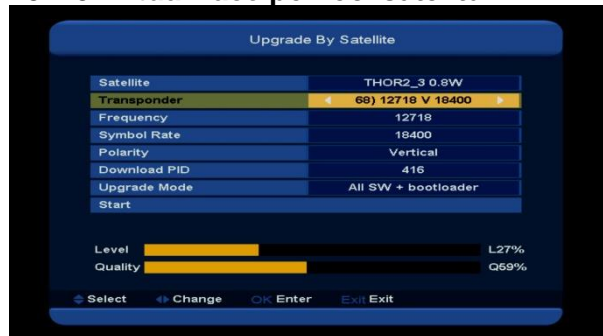 Upgrade By Satellite
Satellite THOR2_3 0.8W
Transponder 68) 12718 V 18400
Frequency 12718
Symbol Rate 18400
Polarity Vertical
Download PID 416
Upgrade Mode All SW + bootloader
Start
Level L27%
Quality Q59%
Select Change OK Enter Exit Exit